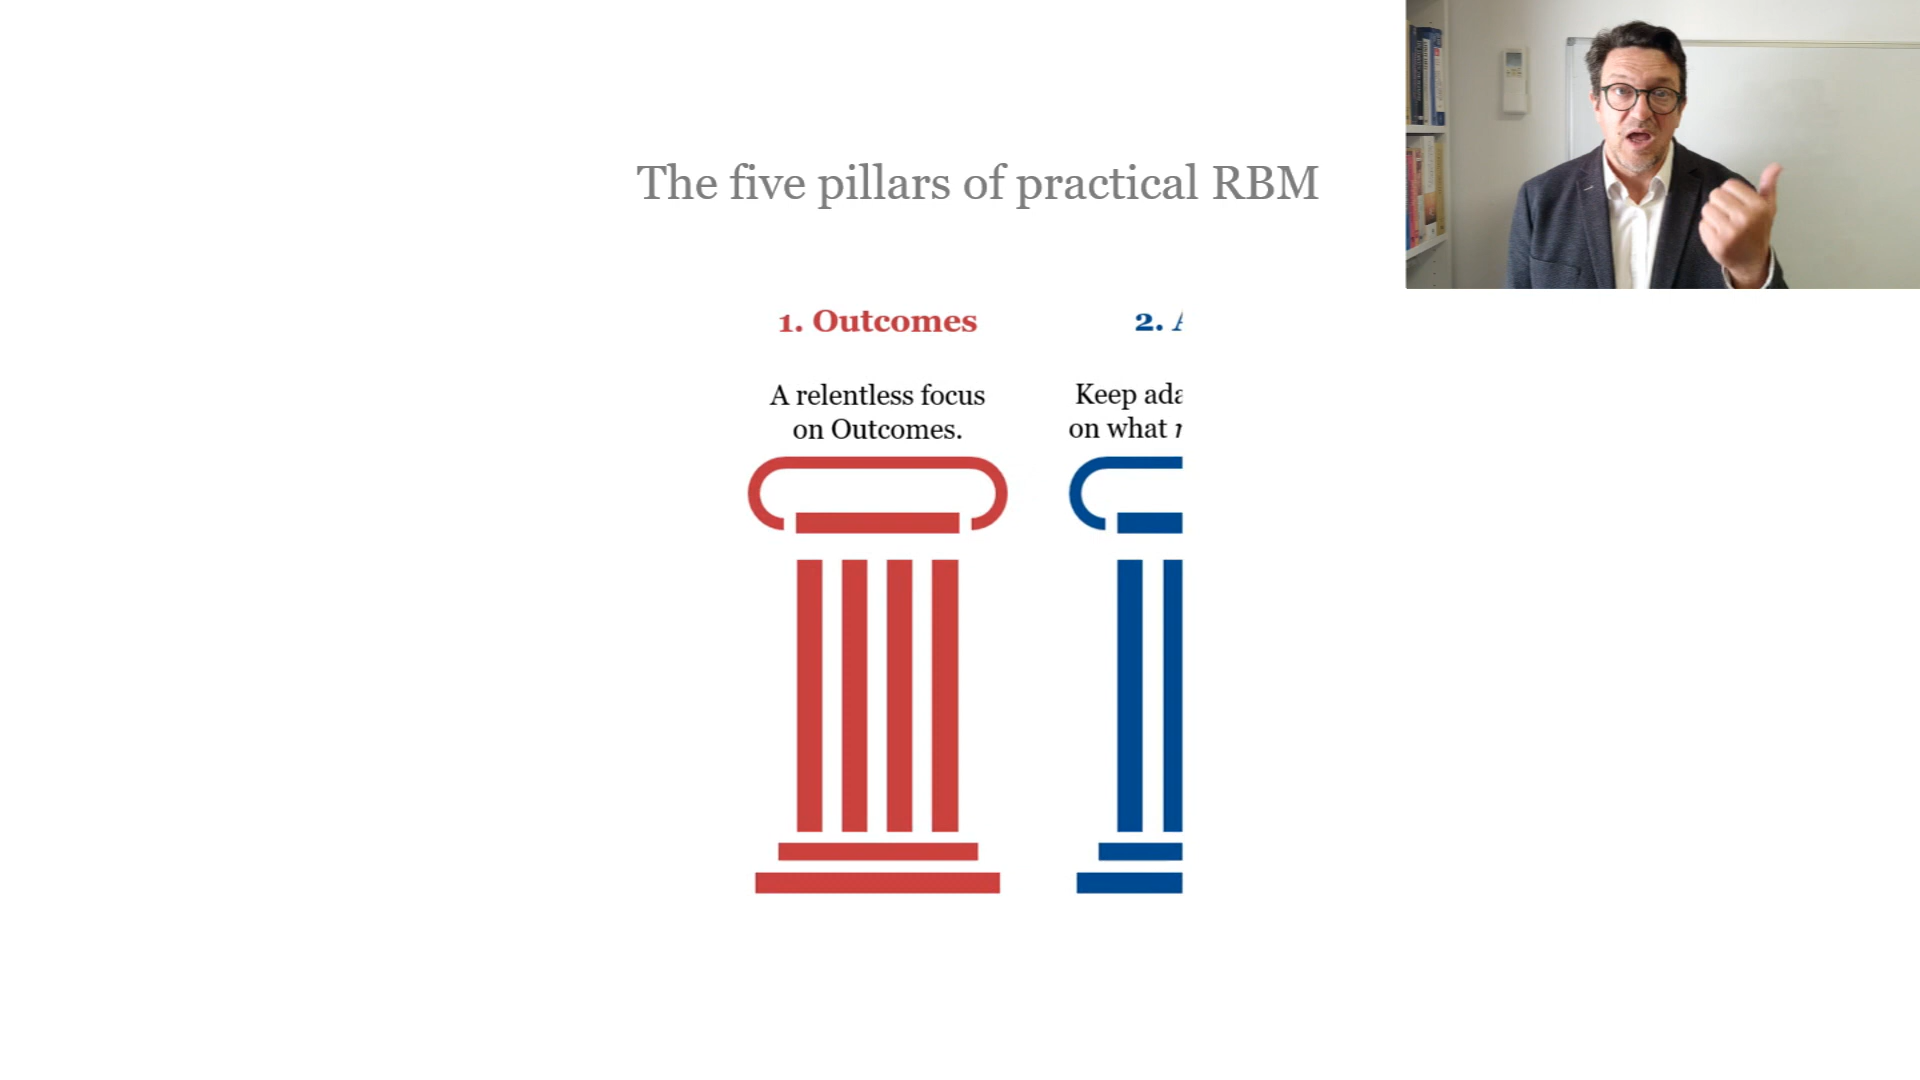 The five pillars of practical RBM
1. Outcomes
A relentless focus
on Outcomes.
2.
Keep
on what